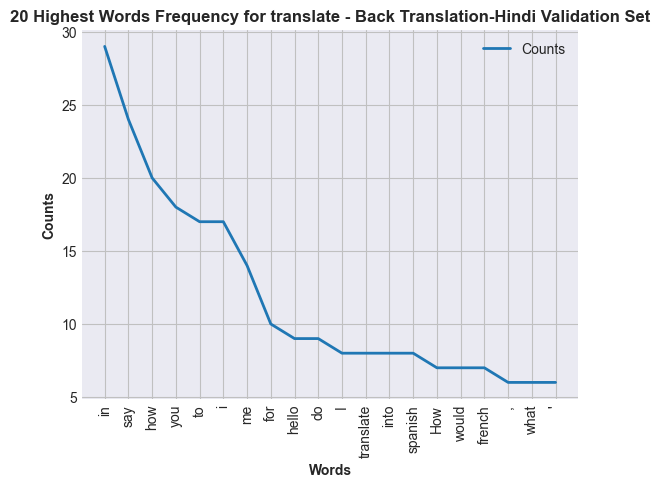 20 Highest Words Frequency for translate - Back Translation-Hindi Validation Set
Counts
Counts
30
25
20
15
10
5
in
say
how
you
to
i
me
for
hello
do
I
translate
into
spanish
How
would
french
,
what
'
Words